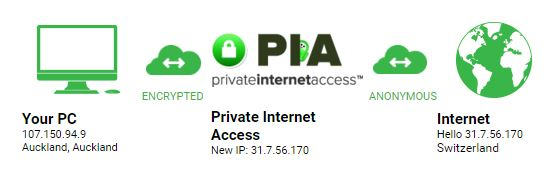 PIA
privateinternetaccess™
ENCRYPTED
ANONYMOUS
Your PC
107.150.94.9
Auckland, Auckland
Private Internet
Access
New IP: 31.7.56.170
Internet
Hello 31.7.56.170
Switzerland